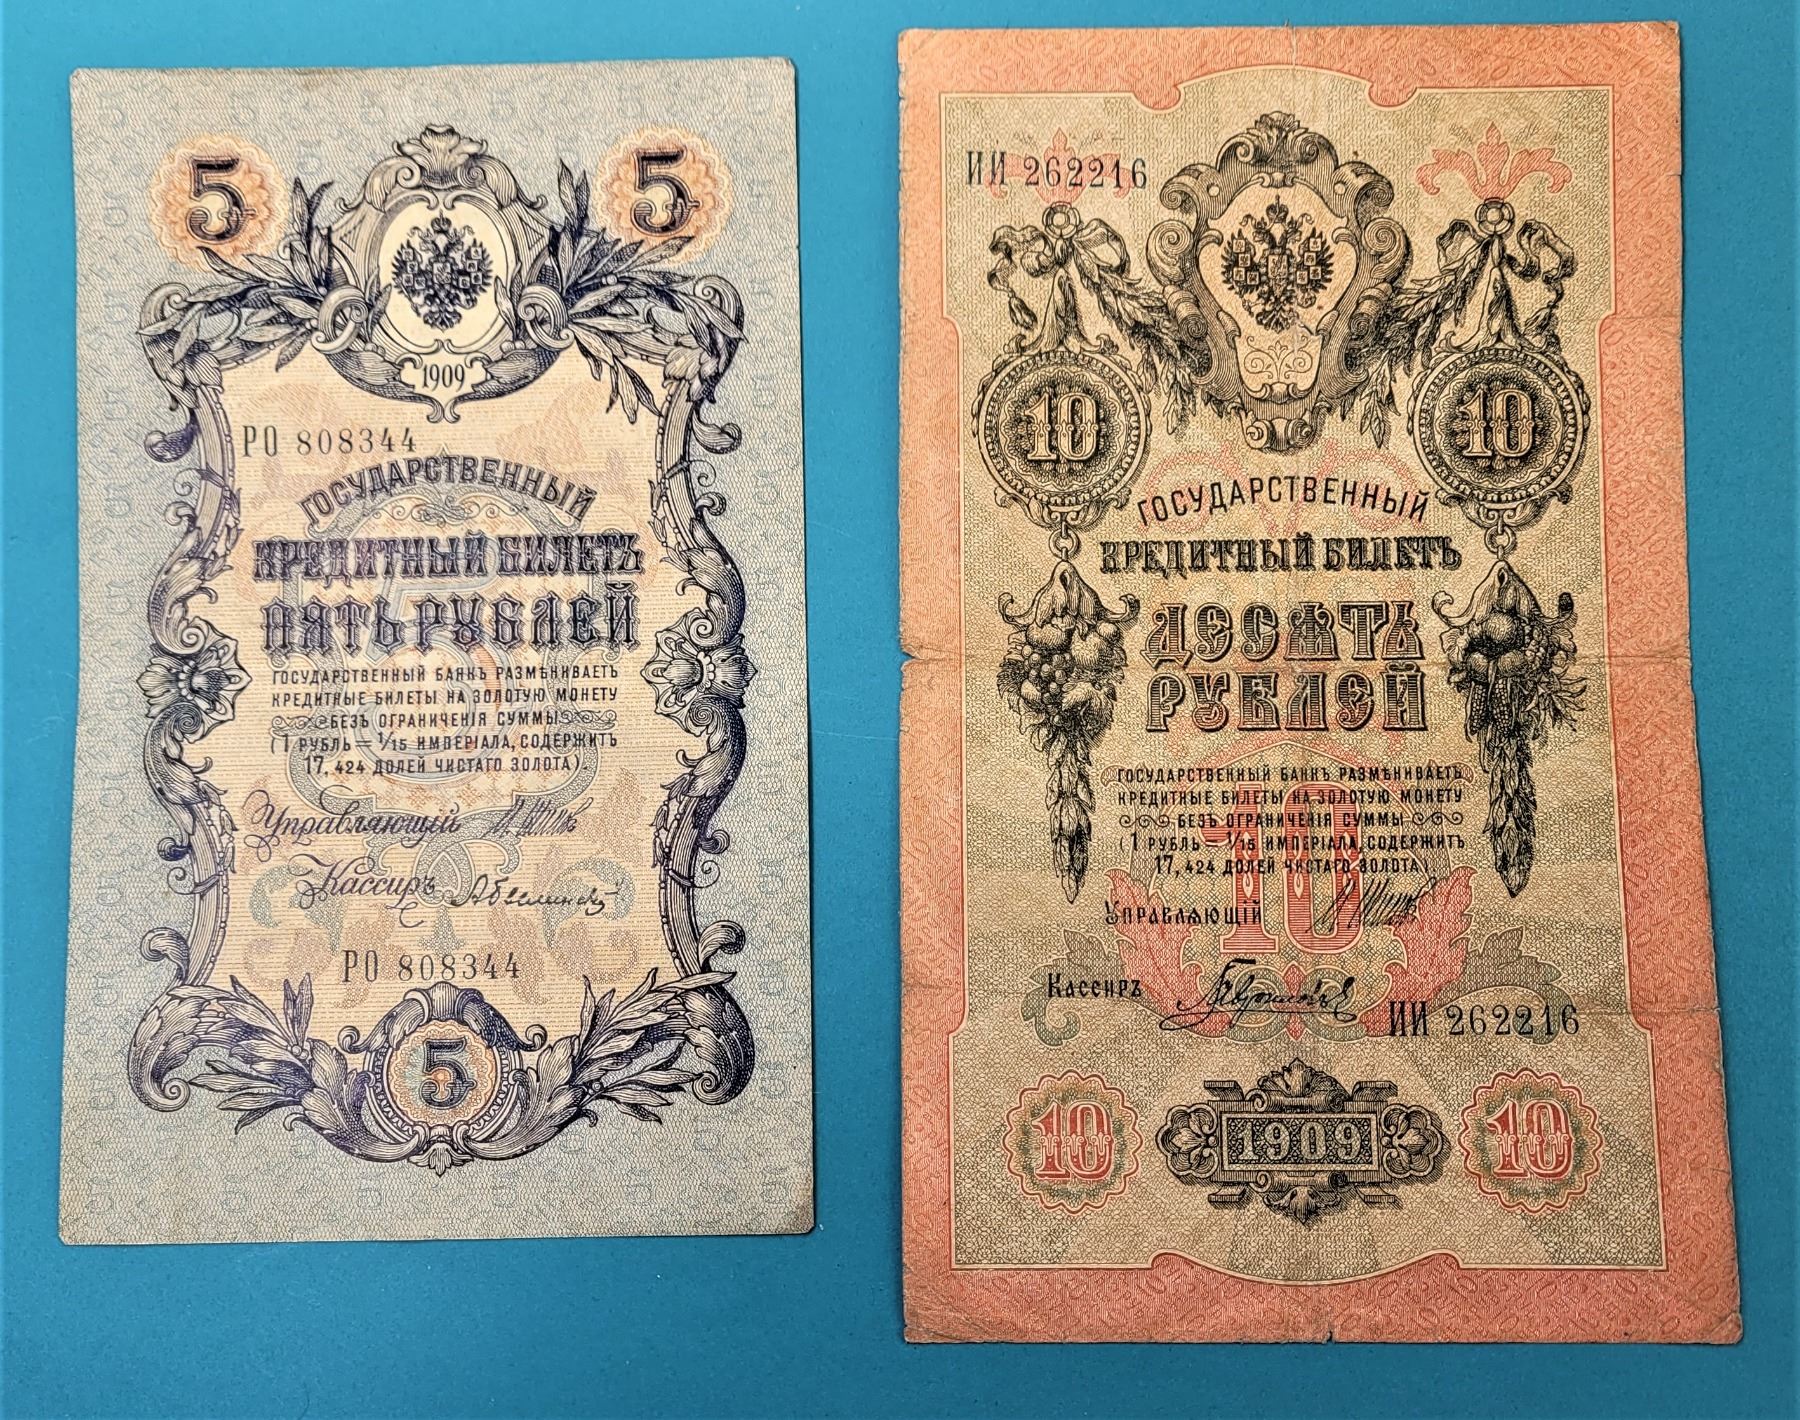 5 5
1909
РО 808344
ГОСУДАРСТВЕННЫЙ
КРЕДИТНЫЙ БИЛЕТЪ
ПЯТЬ РУБЛЕЙ
ГОСУДАРСТВЕННЫЙ БАНКЪ РАЗМѢНИВАЕТЪ
КРЕДИТНЫЕ БИЛЕТЫ НА ЗОЛОТУЮ МОНЕТУ
БЕЗЪ ОГРАНИЧЕНІЯ СУММЫ
(1 РУБЛЬ = 1/15 ИМПЕРІАЛА, СОДЕРЖИТЪ
17,424 ДОЛЕЙ ЧИСТАГО ЗОЛОТА).
Управляющій
Кассиръ
РО 808344
5
ИИ 262216
10 10
ГОСУДАРСТВЕННЫЙ
КРЕДИТНЫЙ БИЛЕТЪ
ДЕСѦТЬ
РУБЛЕЙ
ГОСУДАРСТВЕННЫЙ БАНКЪ РАЗМѢНИВАЕТЪ
КРЕДИТНЫЕ БИЛЕТЫ НА ЗОЛОТУЮ МОНЕТУ
БЕЗЪ ОГРАНИЧЕНІЯ СУММЫ
(1 РУБЛЬ = 1/15 ИМПЕРІАЛА, СОДЕРЖИТЪ
17,424 ДОЛЕЙ ЧИСТАГО ЗОЛОТА)
10
УПРАВЛѦЮЩІЙ
КАССИРЪ
ИИ 262216
10 1909 10